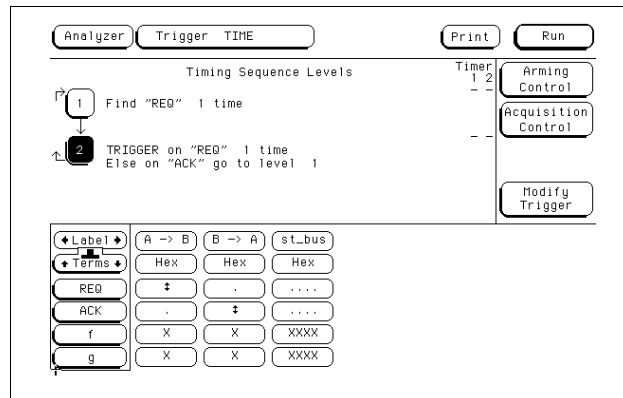 Analyzer Trigger TIME Print Run
Timing Sequence Levels
Timer
1 2
Arming
Control
1 Find "REQ" 1 time
Acquisition
Control
2 TRIGGER on "REQ" 1 time
Else on "ACK" go to level 1
Modify
Trigger
Label A -> B B -> A st_bus
Terms Hex Hex Hex
REQ ↕ . ....
ACK . ↕ ....
f X X XXXX
g X X XXXX